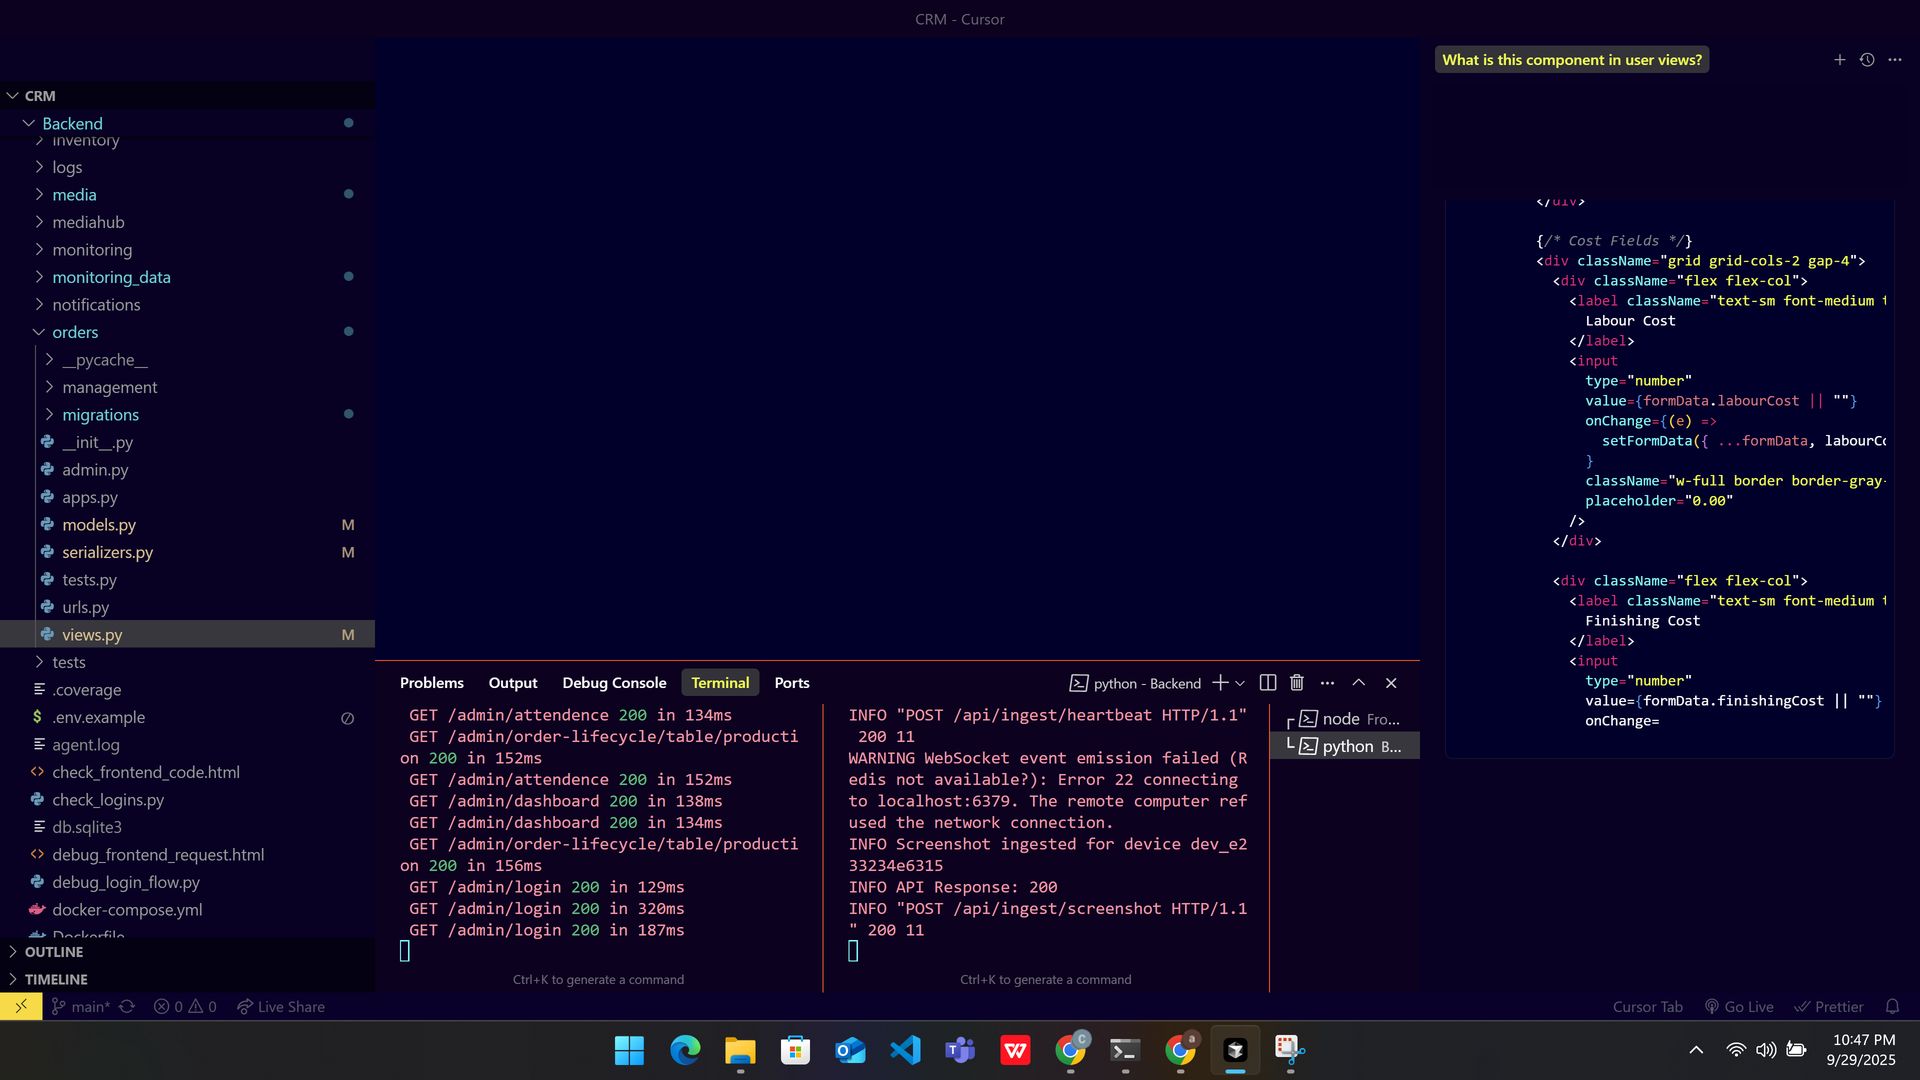 CRM - Cursor
CRM
Backend
inventory
logs
media
mediahub
monitoring
monitoring_data
notifications
orders
__pycache__
management
migrations
__init__.py
admin.py
apps.py
models.py M
serializers.py M
tests.py
urls.py
views.py M
tests
.coverage
$ .env.example
agent.log
check_frontend_code.html
check_logins.py
db.sqlite3
debug_frontend_request.html
debug_login_flow.py
docker-compose.yml
Dockerfile
OUTLINE
TIMELINE
Problems Output Debug Console Terminal Ports
python - Backend
GET /admin/attendence 200 in 134ms
GET /admin/order-lifecycle/table/producti
on 200 in 152ms
GET /admin/attendence 200 in 152ms
GET /admin/dashboard 200 in 138ms
GET /admin/dashboard 200 in 134ms
GET /admin/order-lifecycle/table/producti
on 200 in 156ms
GET /admin/login 200 in 129ms
GET /admin/login 200 in 320ms
GET /admin/login 200 in 187ms
Ctrl+K to generate a command
INFO "POST /api/ingest/heartbeat HTTP/1.1"
200 11
WARNING WebSocket event emission failed (R
edis not available?): Error 22 connecting
to localhost:6379. The remote computer ref
used the network connection.
INFO Screenshot ingested for device dev_e2
33234e6315
INFO API Response: 200
INFO "POST /api/ingest/screenshot HTTP/1.1
" 200 11
Ctrl+K to generate a command
node Fro...
python B...
What is this component in user views?
</div>
{/* Cost Fields */}
<div className="grid grid-cols-2 gap-4">
<div className="flex flex-col">
<label className="text-sm font-medium t
Labour Cost
</label>
<input
type="number"
value={formData.labourCost || ""}
onChange={(e) =>
setFormData({ ...formData, labourCo
}
className="w-full border border-gray-
placeholder="0.00"
/>
</div>
<div className="flex flex-col">
<label className="text-sm font-medium t
Finishing Cost
</label>
<input
type="number"
value={formData.finishingCost || ""}
onChange=
main* 0 0 Live Share
Cursor Tab Go Live Prettier
10:47 PM
9/29/2025